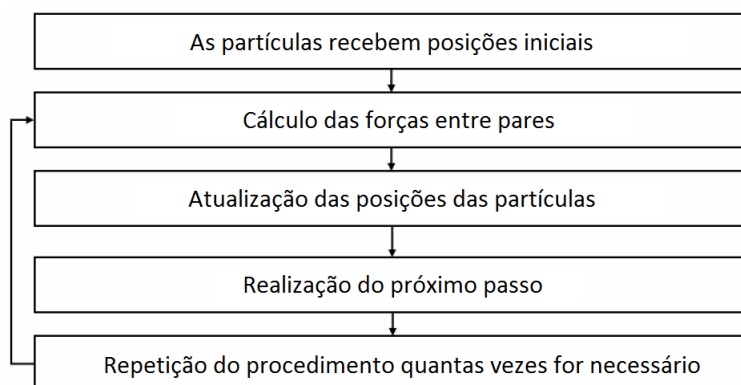 As partículas recebem posições iniciais
Cálculo das forças entre pares
Atualização das posições das partículas
Realização do próximo passo
Repetição do procedimento quantas vezes for necessário